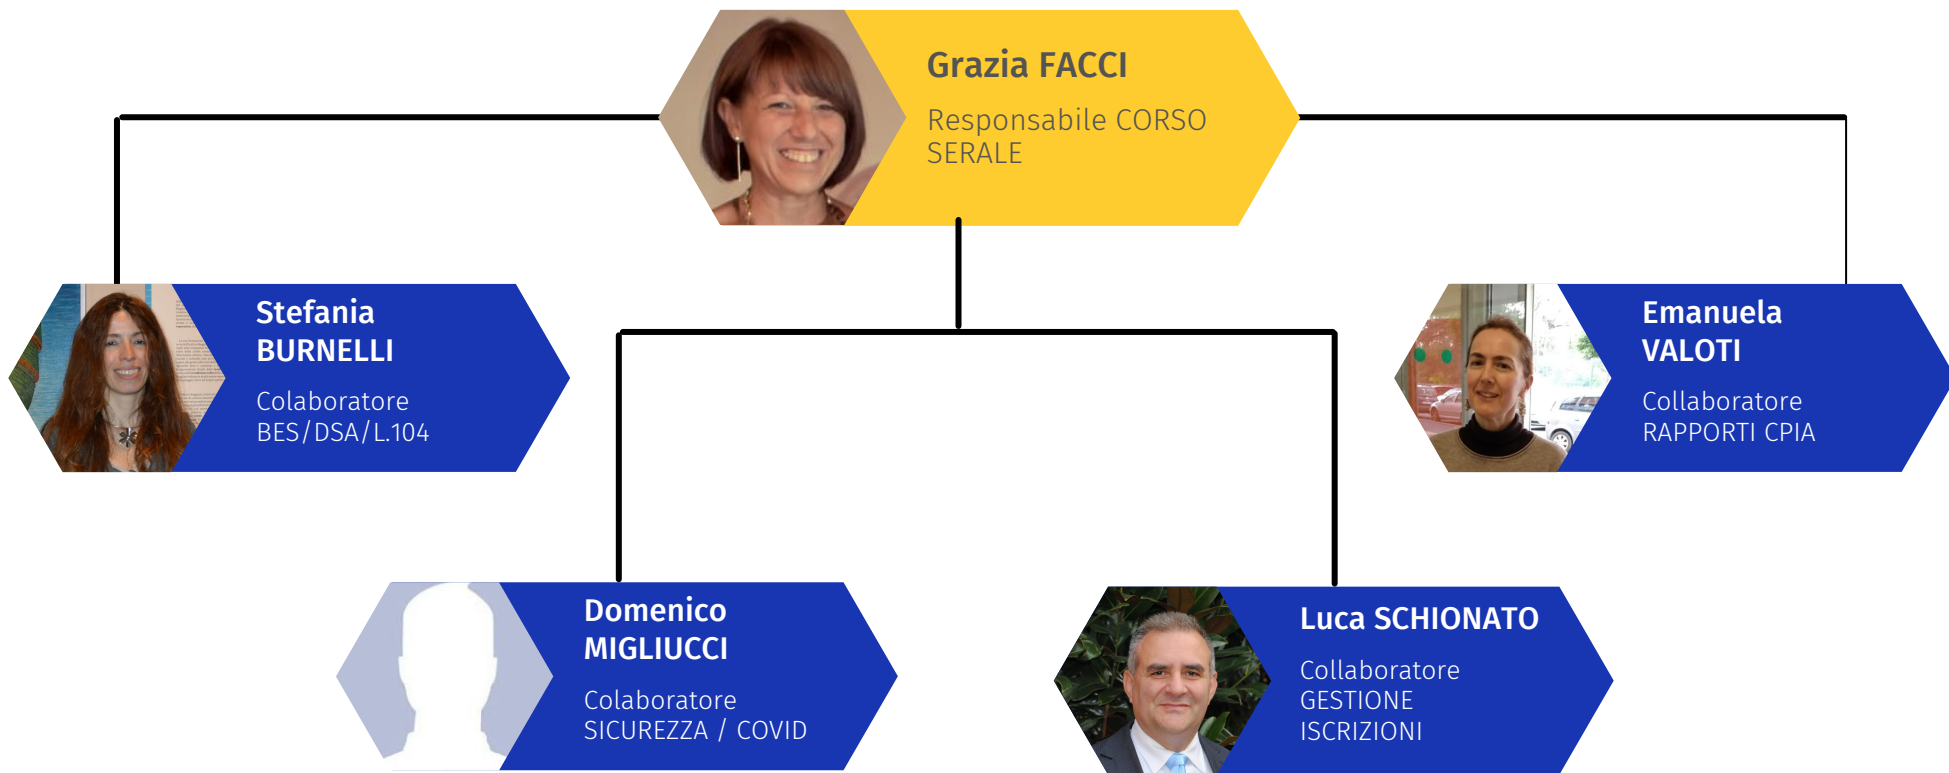 Grazia FACCI
Responsabile CORSO
SERALE
Stefania
BURNELLI
Colaboratore
BES/DSA/L.104
Emanuela
VALOTI
Collaboratore
RAPPORTI CPIA
Domenico
MIGLIUCCI
Colaboratore
SICUREZZA / COVID
Luca SCHIONATO
Collaboratore
GESTIONE
ISCRIZIONI